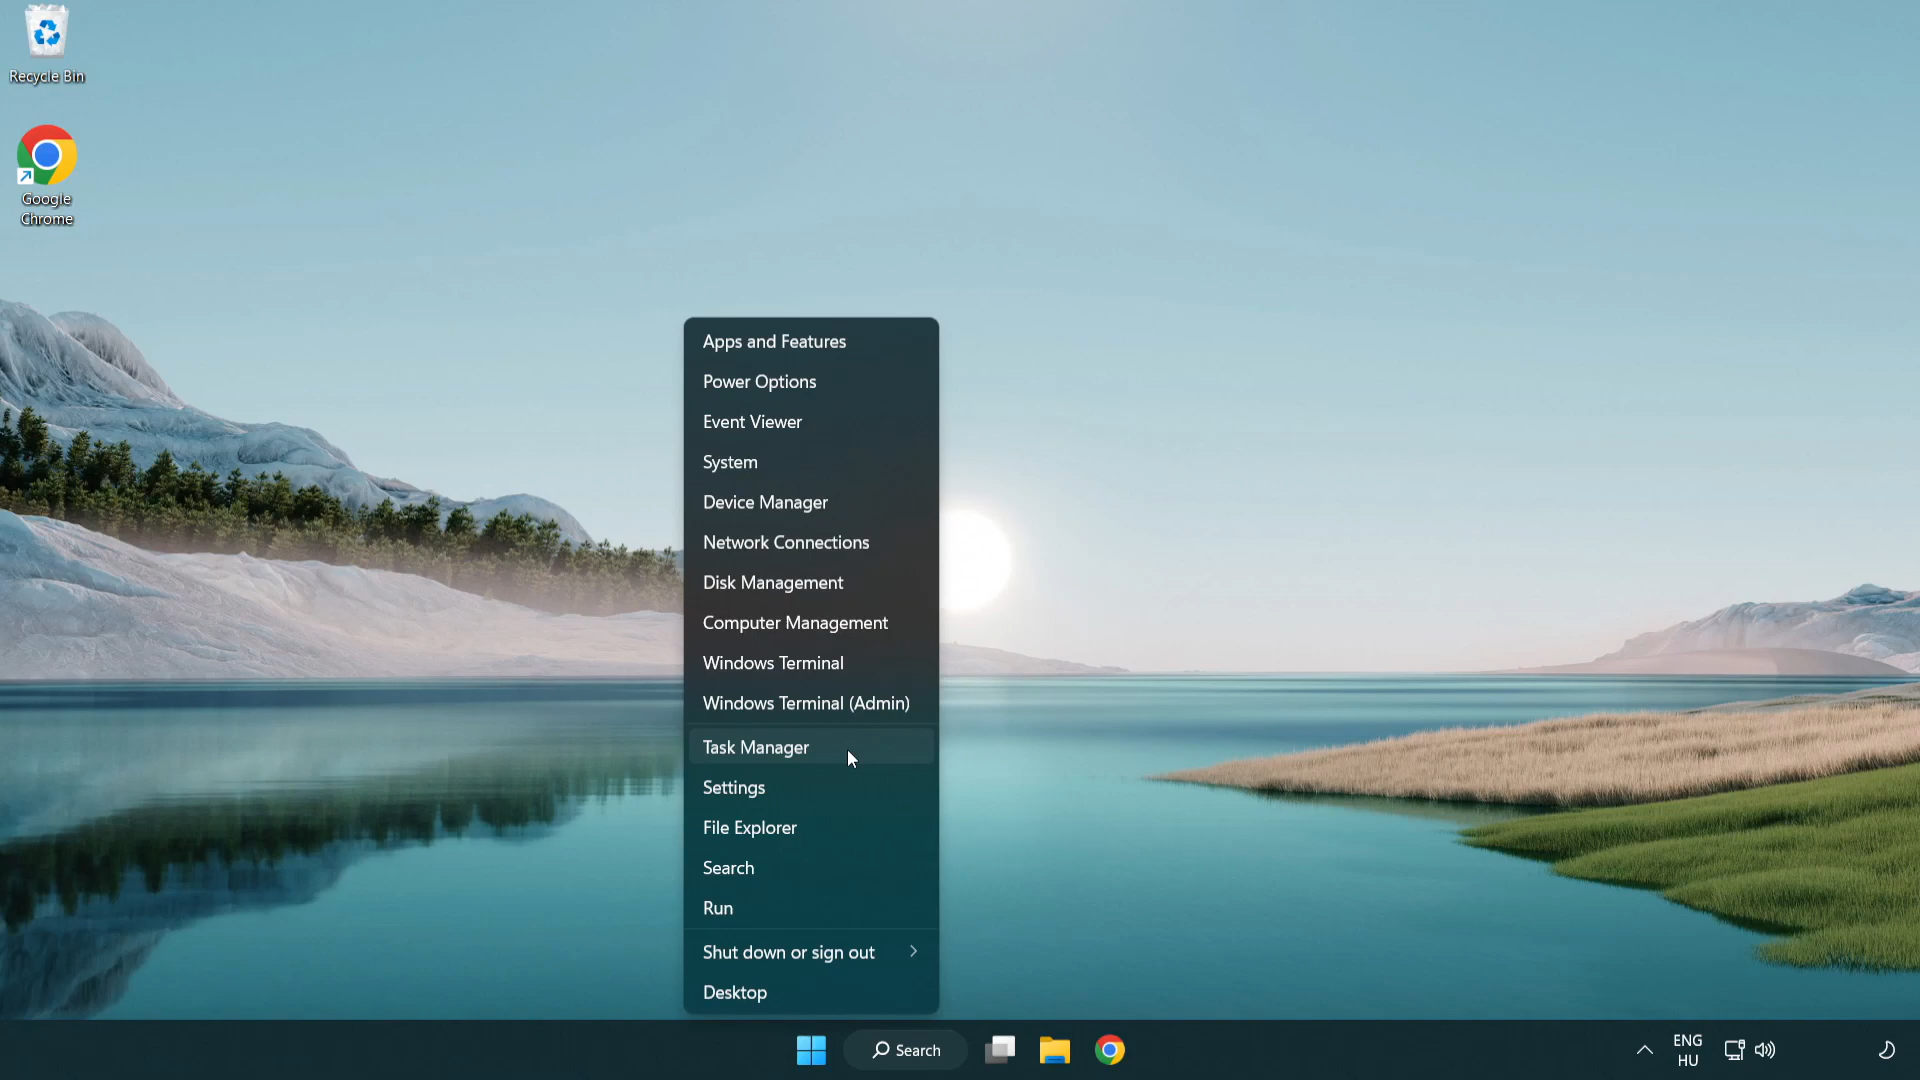 Recycle Bin
Google
Chrome
Apps and Features
Power Options
Event Viewer
System
Device Manager
Network Connections
Disk Management
Computer Management
Windows Terminal
Windows Terminal (Admin)
Task Manager
Settings
File Explorer
Search
Run
Shut down or sign out
Desktop
Search
ENG
HU